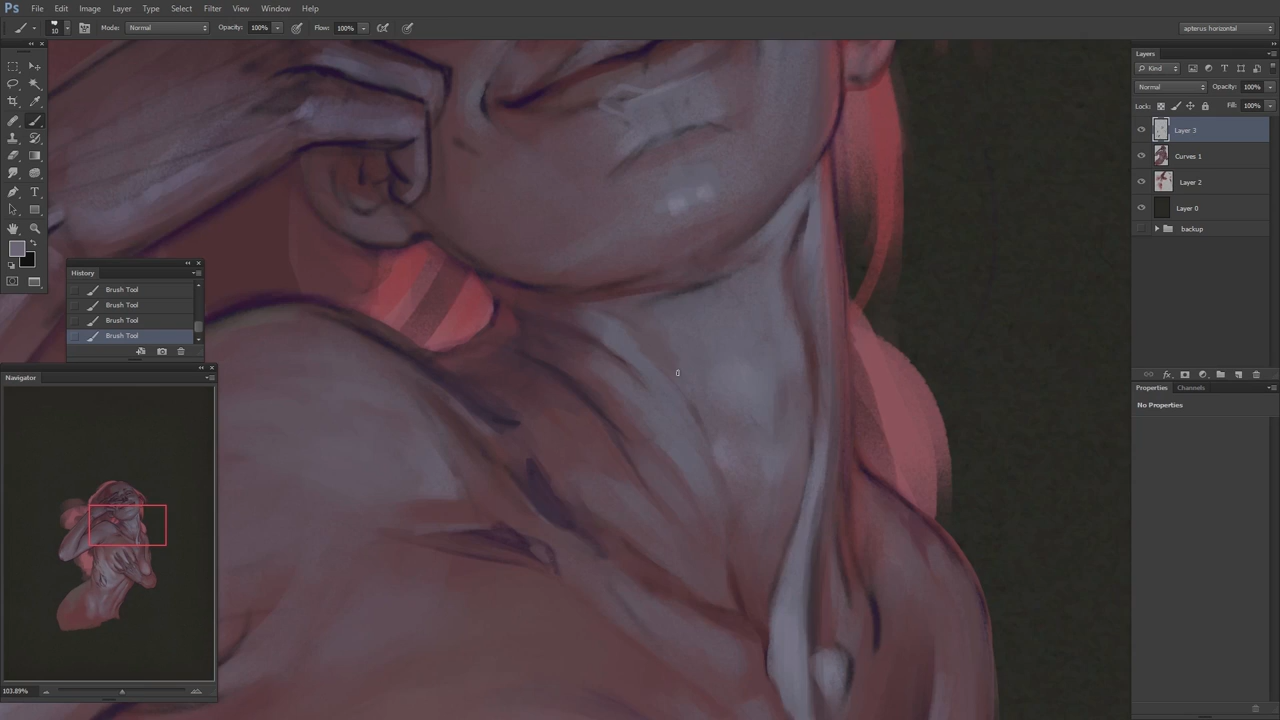 Ps File Edit Image Layer Type Select Filter View Window Help
10 Mode: Normal Opacity: 100% Flow: 100% apterus horizontal
Layers
Kind
Normal Opacity: 100%
Lock: Fill: 100%
Layer 3
Curves 1
Layer 2
Layer 0
backup
History
Brush Tool
Brush Tool
Brush Tool
Brush Tool
Navigator
103.89%
Properties Channels
No Properties